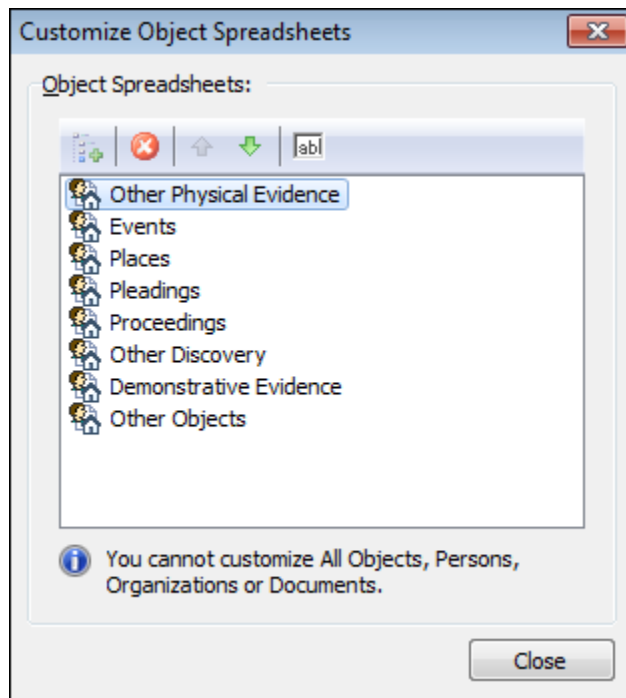 Customize Object Spreadsheets
Object Spreadsheets:
abl
Other Physical Evidence
Events
Places
Pleadings
Proceedings
Other Discovery
Demonstrative Evidence
Other Objects
You cannot customize All Objects, Persons,
Organizations or Documents.
Close